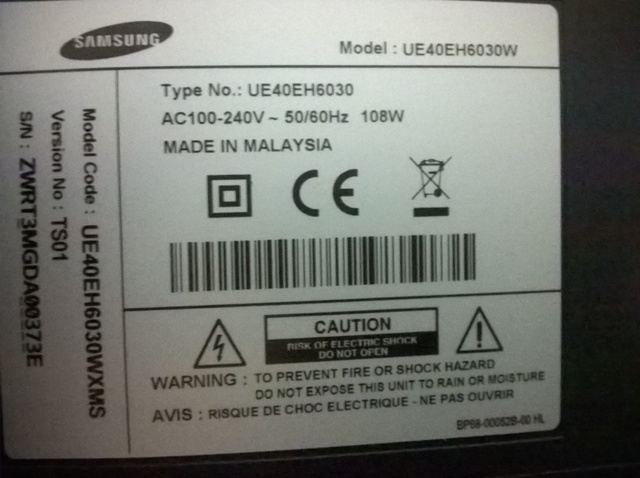 SAMSUNG
Model : UE40EH6030W
Type No.: UE40EH6030
AC100-240V ~ 50/60Hz 108W
MADE IN MALAYSIA
CE
Model Code : UE40EH6030WXMS
Version No : TS01
S/N : ZWRT3MGDA00373E
CAUTION
RISK OF ELECTRIC SHOCK
DO NOT OPEN
WARNING : TO PREVENT FIRE OR SHOCK HAZARD
DO NOT EXPOSE THIS UNIT TO RAIN OR MOISTURE
AVIS : RISQUE DE CHOC ELECTRIQUE - NE PAS OUVRIR
BP68-00052B-00 HL